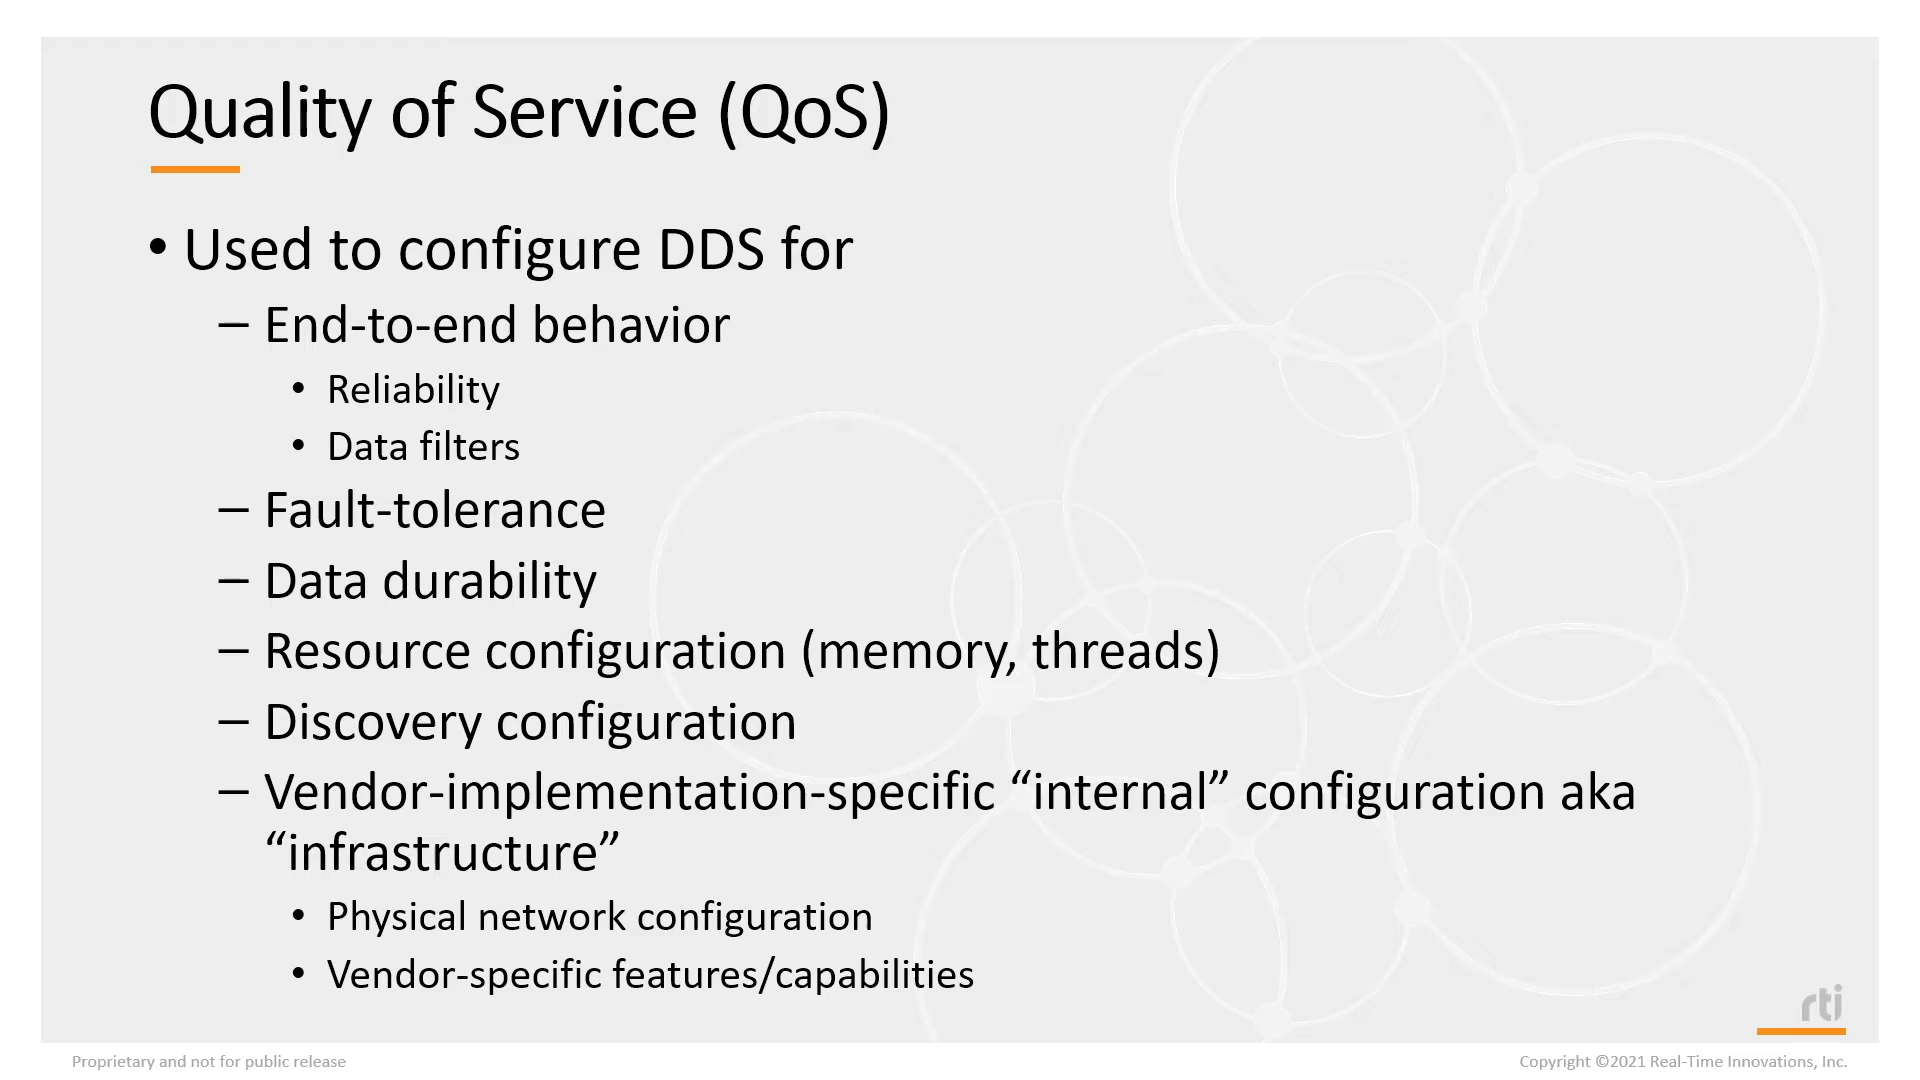 Quality of Service (QoS)
• Used to configure DDS for
– End-to-end behavior
• Reliability
• Data filters
– Fault-tolerance
– Data durability
– Resource configuration (memory, threads)
– Discovery configuration
– Vendor-implementation-specific “internal” configuration aka
“infrastructure”
• Physical network configuration
• Vendor-specific features/capabilities
rti
Proprietary and not for public release
Copyright ©2021 Real-Time Innovations, Inc.